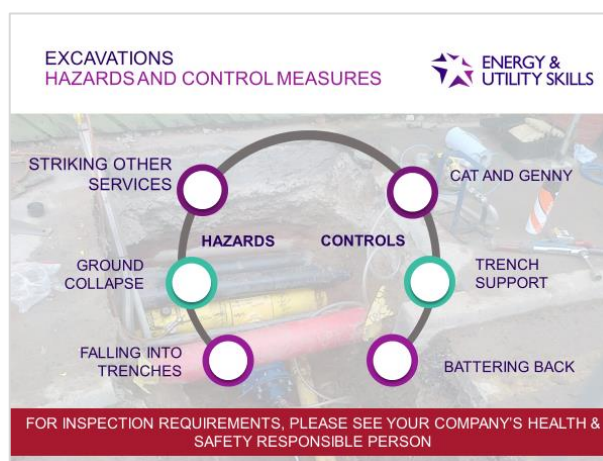 EXCAVATIONS
HAZARDS AND CONTROL MEASURES
ENERGY &
UTILITY SKILLS
STRIKING OTHER
SERVICES
CAT AND GENNY
HAZARDS
CONTROLS
GROUND
COLLAPSE
TRENCH
SUPPORT
FALLING INTO
TRENCHES
BATTERING BACK
FOR INSPECTION REQUIREMENTS, PLEASE SEE YOUR COMPANY'S HEALTH &
SAFETY RESPONSIBLE PERSON